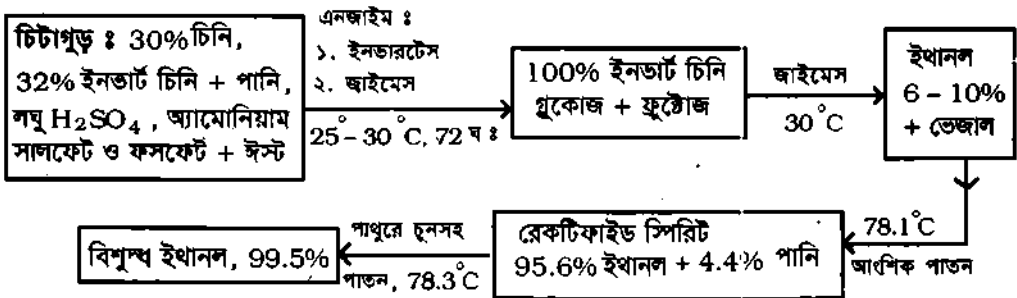 চিটাগুড় ঃ 30% চিনি,
32% ইনভার্ট চিনি + পানি,
লঘু H₂SO₄, অ্যামোনিয়াম
সালফেট ও ফসফেট + ঈস্ট
এনজাইম ঃ
১. ইনভারটেস
২. জাইমেস
25°– 30°C, 72 ঘ ঃ
100% ইনভার্ট চিনি
গ্লুকোজ + ফ্রুক্টোজ
জাইমেস
30°C
ইথানল
6 – 10%
+ ভেজাল
78.1°C
আংশিক পাতন
রেকটিফাইড স্পিরিট
95.6% ইথানল + 4.4% পানি
পাথুরে চুনসহ
পাতন, 78.3°C
বিশুদ্ধ ইথানল, 99.5%